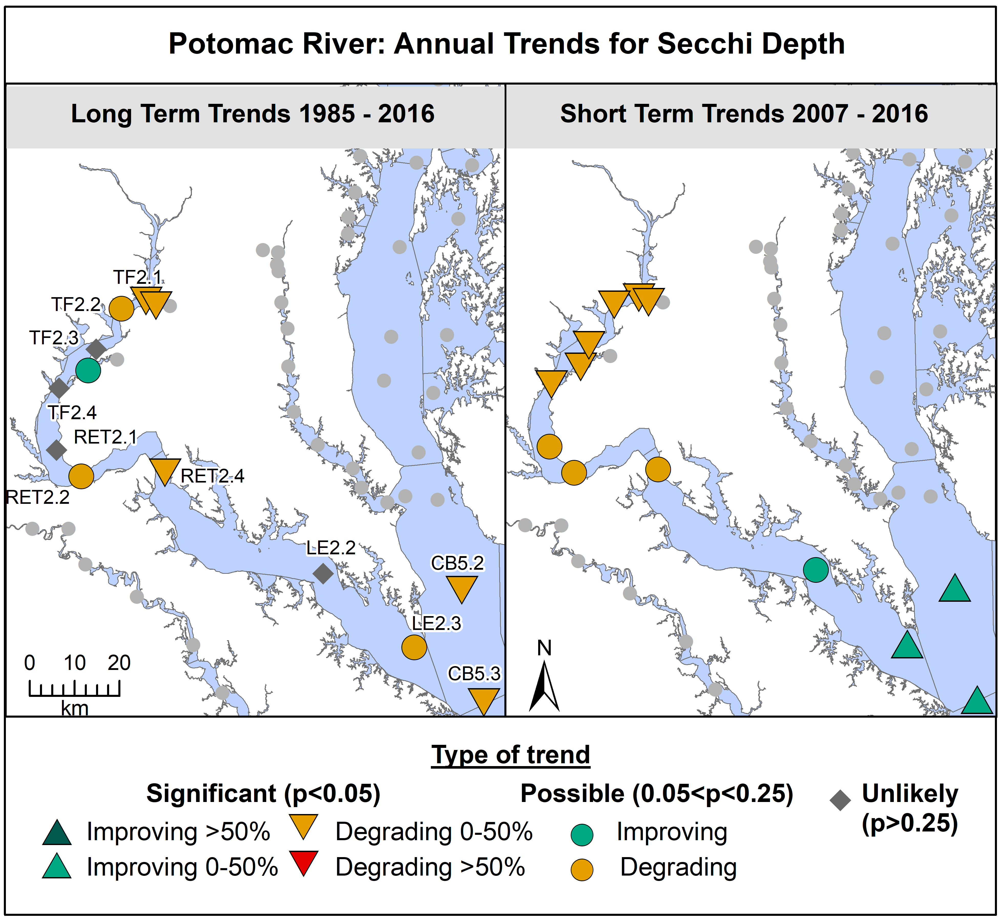 Potomac River: Annual Trends for Secchi Depth
Long Term Trends 1985 - 2016
Short Term Trends 2007 - 2016
TF2.1
TF2.2
TF2.3
TF2.4
RET2.1
RET2.4
RET2.2
LE2.2
CB5.2
LE2.3
CB5.3
0 10 20
km
N
Type of trend
Significant (p<0.05)
Improving >50%
Improving 0-50%
Degrading 0-50%
Degrading >50%
Possible (0.05<p<0.25)
Improving
Degrading
Unlikely
(p>0.25)